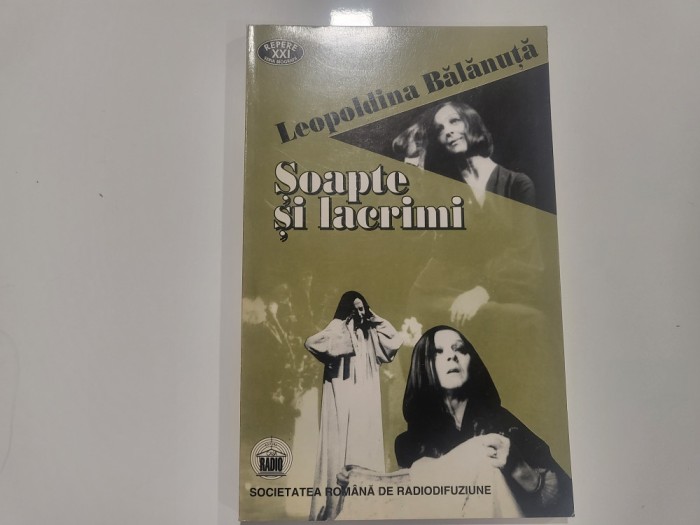 REPERE
XXI
Leopoldina Bălănuță
Șoapte
și lacrimi
RADIO
SOCIETATEA ROMÂNĂ DE RADIODIFUZIUNE